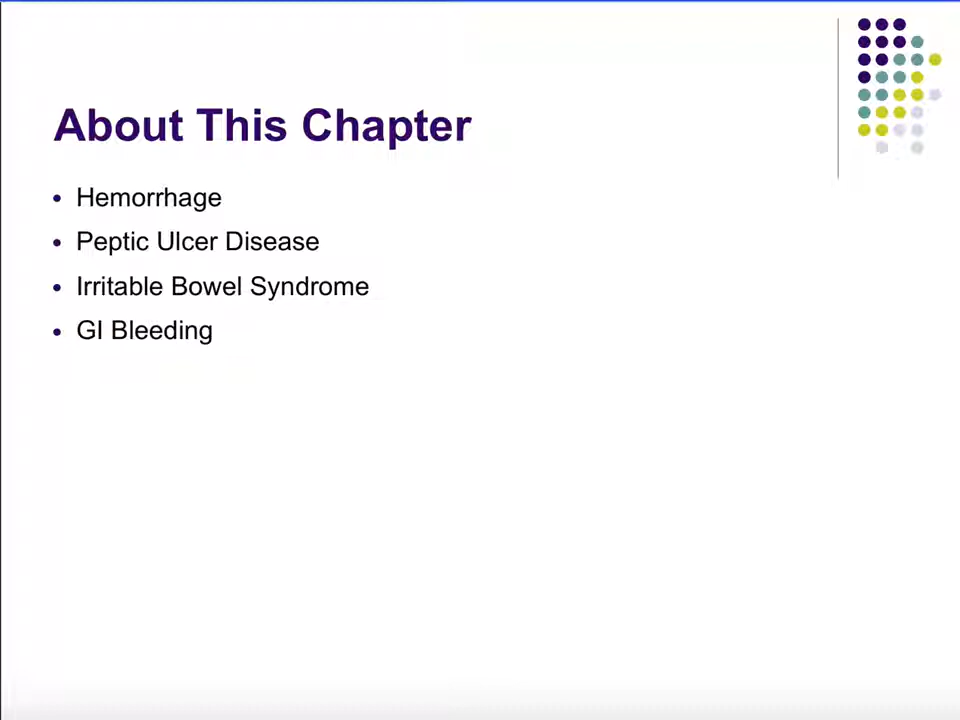 About This Chapter
• Hemorrhage
• Peptic Ulcer Disease
• Irritable Bowel Syndrome
• GI Bleeding